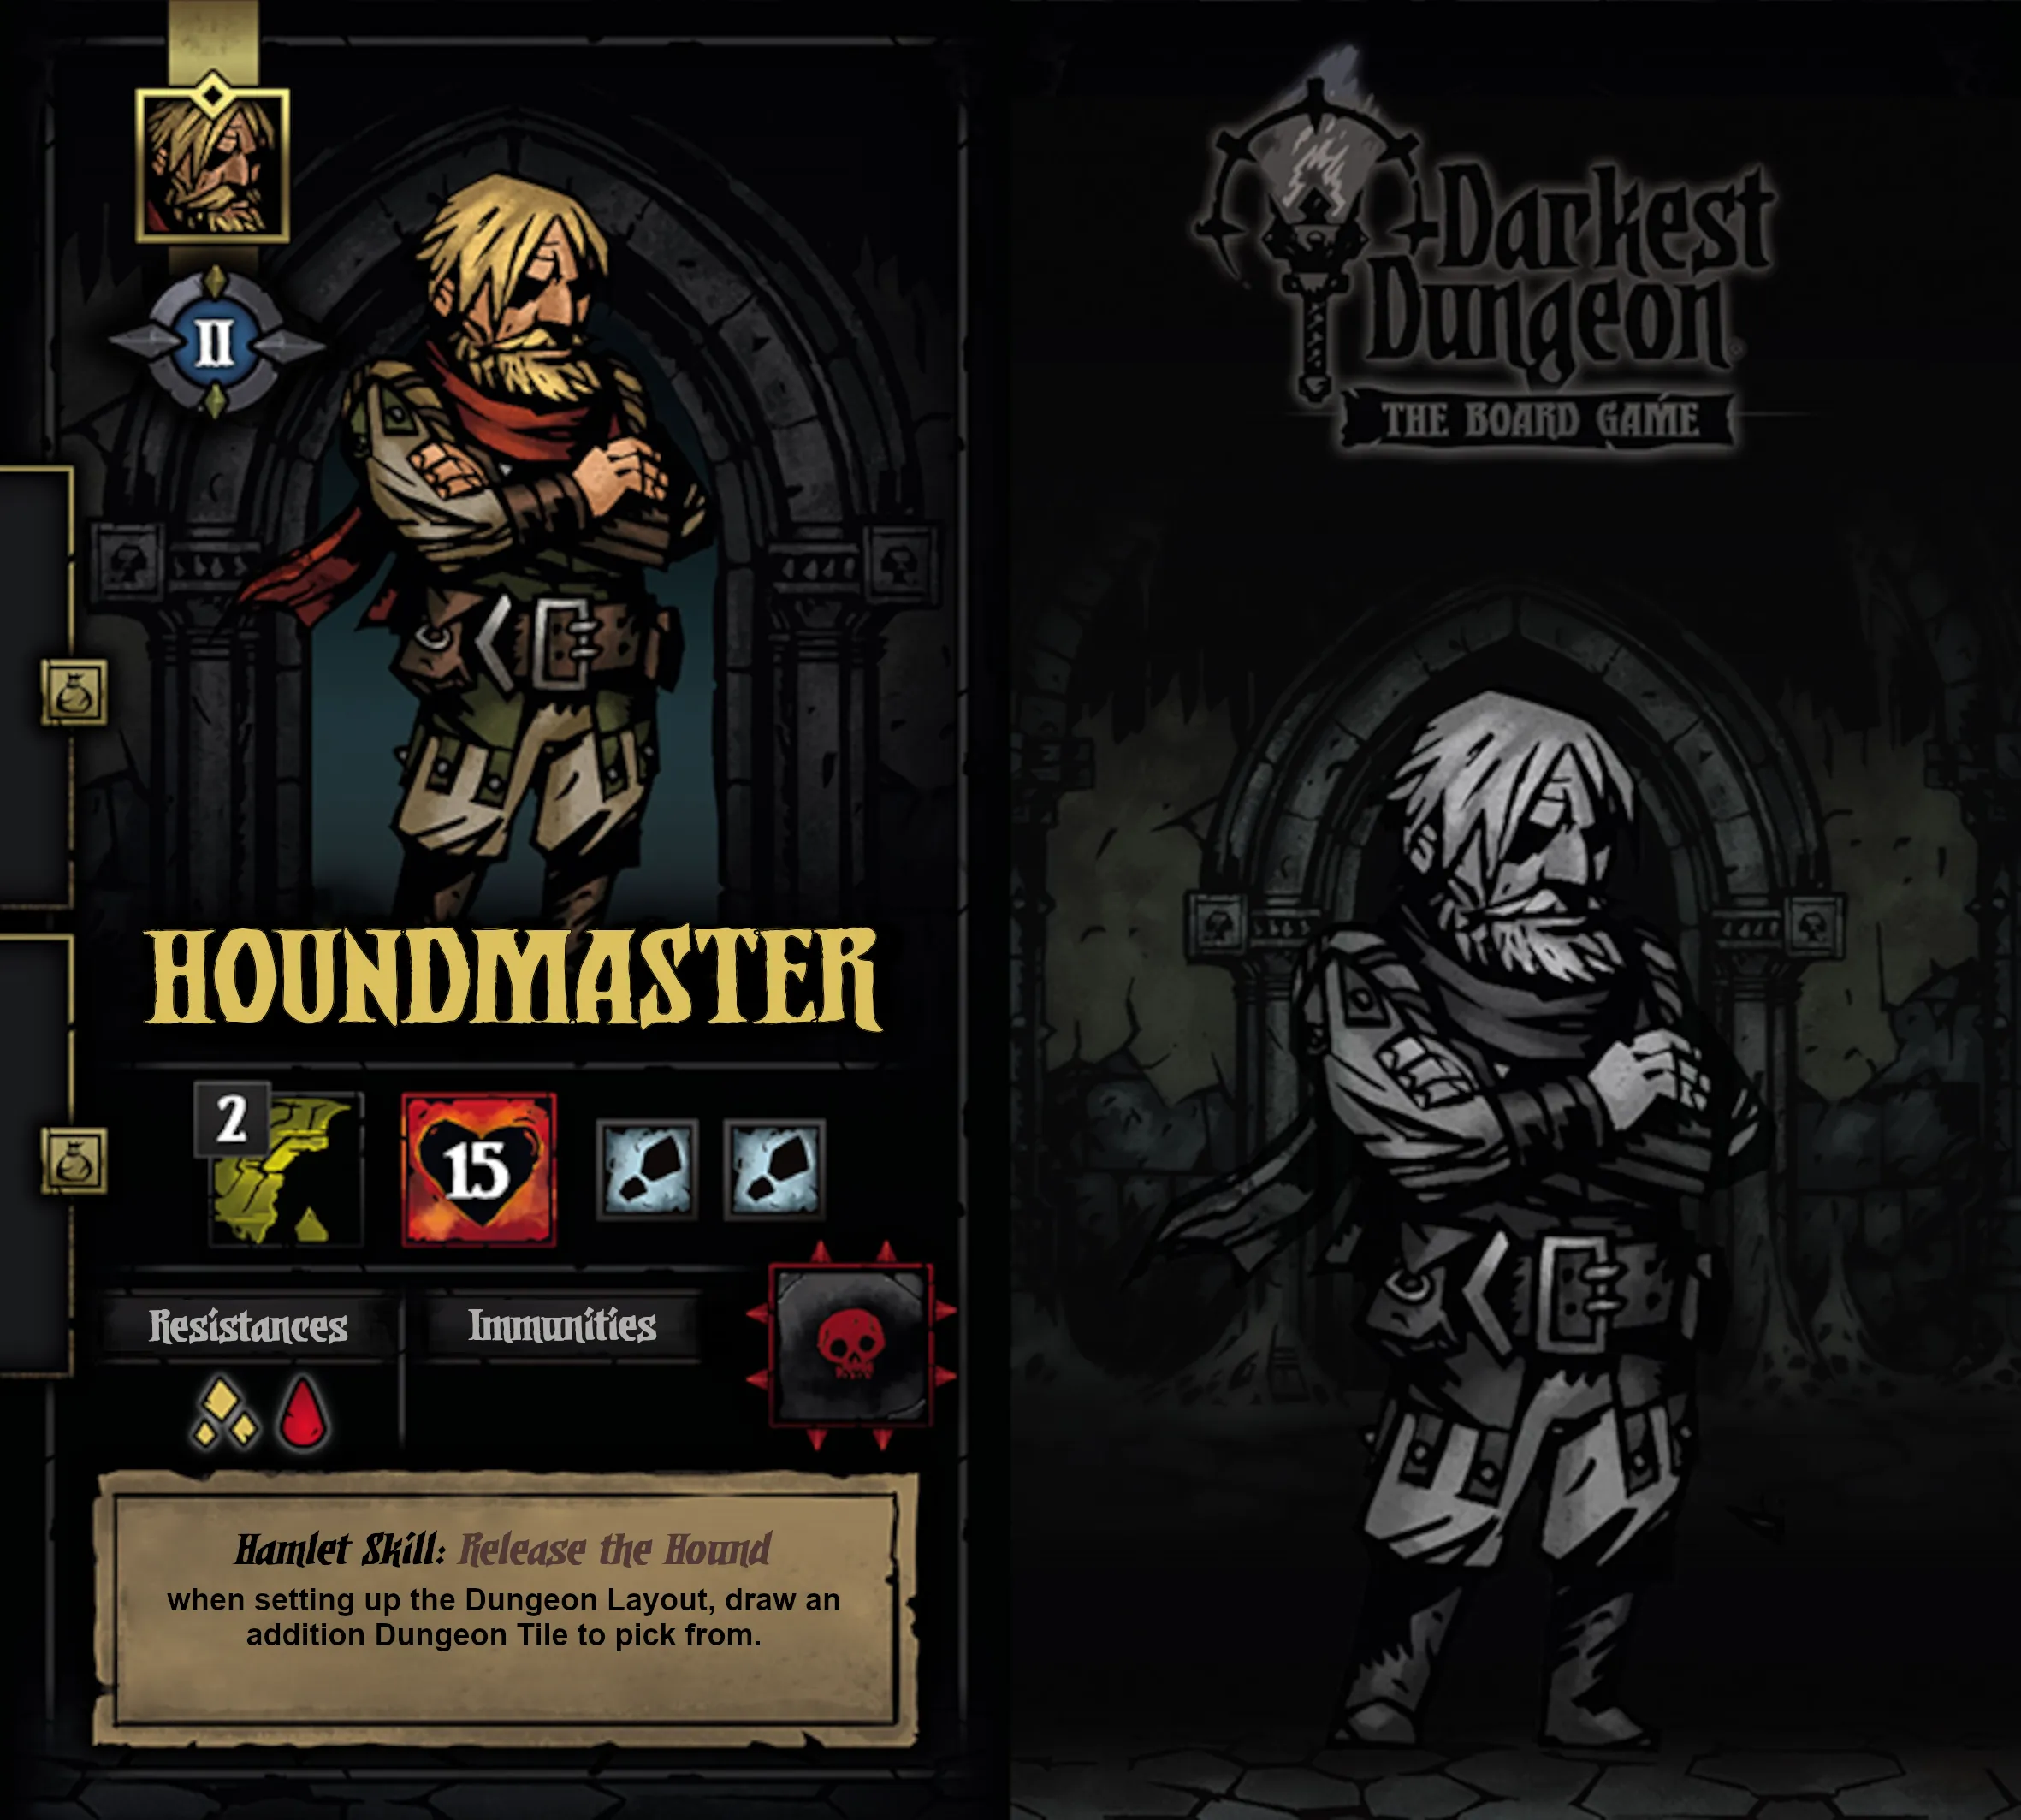 II
HOUNDMASTER
2
15
Resistances
Immunities
Hamlet Skill: Release the Hound
when setting up the Dungeon Layout, draw an
addition Dungeon Tile to pick from.
Darkest
Dungeon
THE BOARD GAME